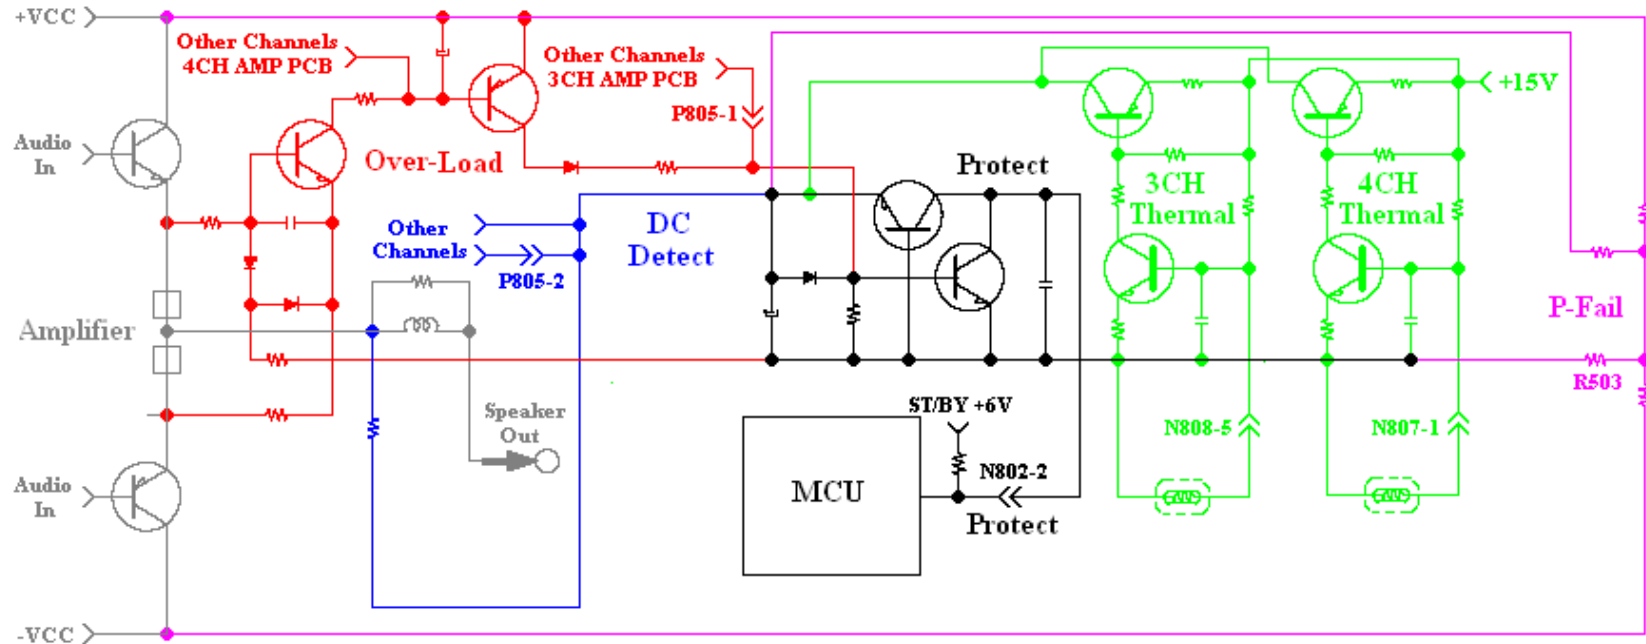 +VCC
Other Channels
4CH AMP PCB
Other Channels
3CH AMP PCB
P805-1
+15V
Audio
In
Over-Load
Protect
3CH
Thermal
4CH
Thermal
Other
Channels
DC
Detect
P805-2
Amplifier
P-Fail
R503
Speaker
Out
ST/BY +6V
N808-5
N807-1
N802-2
MCU
Protect
Audio
In
-VCC